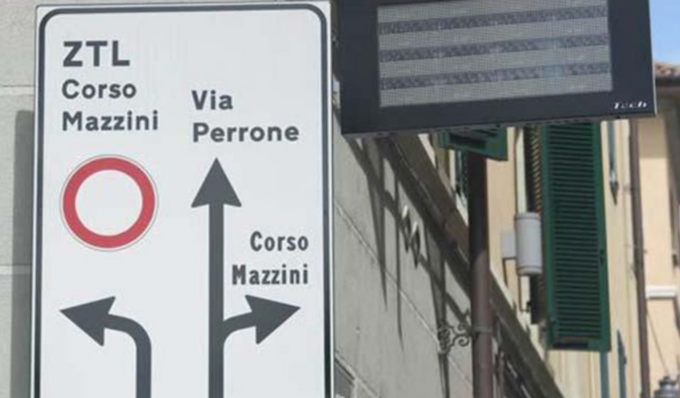 ZTL
Corso
Mazzini
Via
Perrone
Corso
Mazzini